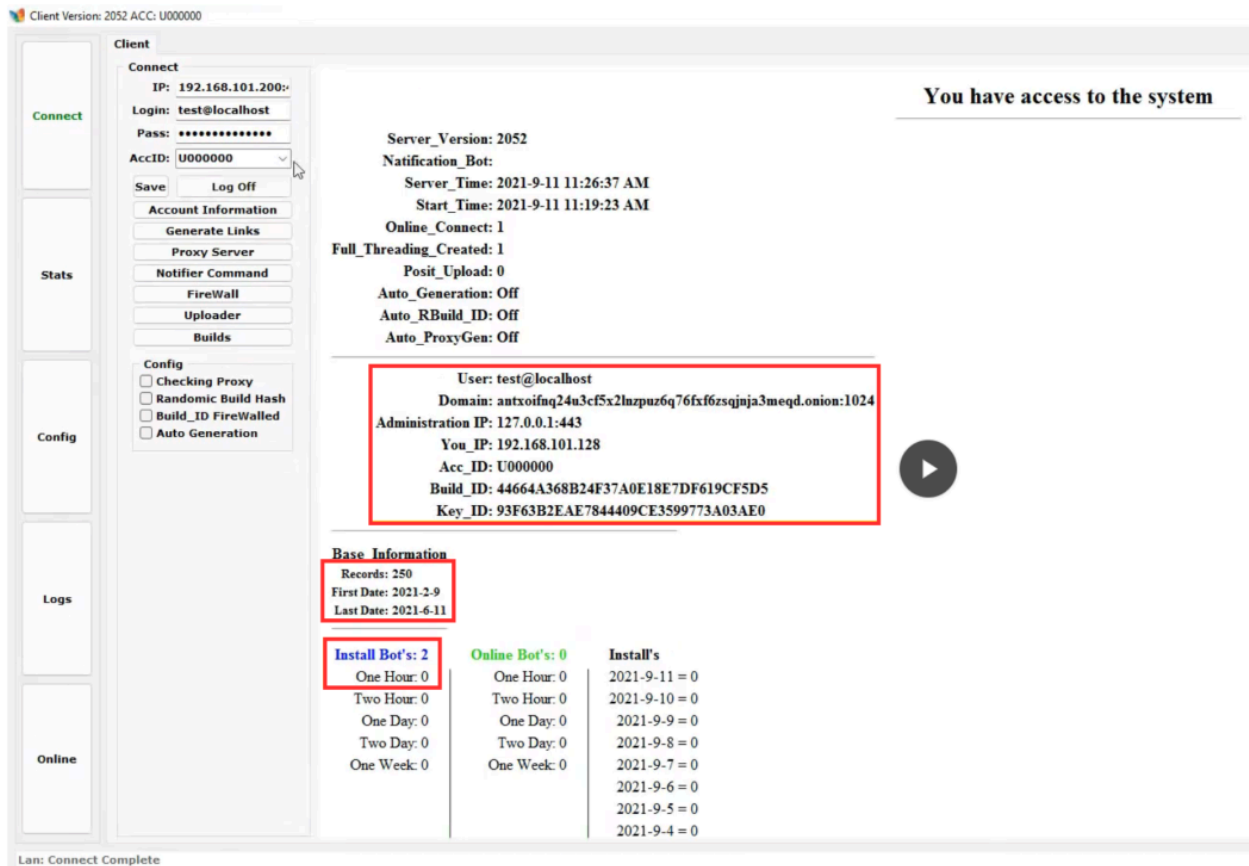 Client Version: 2052 ACC: U000000
Client
Connect
Stats
Config
Logs
Online
Connect
IP: 192.168.101.200:
Login: test@localhost
Pass: ••••••••••••••
AccID: U000000
Save Log Off
Account Information
Generate Links
Proxy Server
Notifier Command
FireWall
Uploader
Builds
Config
Checking Proxy
Randomic Build Hash
Build_ID FireWalled
Auto Generation
You have access to the system
Server_Version: 2052
Natification_Bot:
Server_Time: 2021-9-11 11:26:37 AM
Start_Time: 2021-9-11 11:19:23 AM
Online_Connect: 1
Full_Threading_Created: 1
Posit_Upload: 0
Auto_Generation: Off
Auto_RBuild_ID: Off
Auto_ProxyGen: Off
User: test@localhost
Domain: antxoifnq24u3cf5x2lnzpuz6q76fxf6zsqjnja3meqd.onion:1024
Administration IP: 127.0.0.1:443
You_IP: 192.168.101.128
Acc_ID: U000000
Build_ID: 44664A368B24F37A0E18E7DF619CF5D5
Key_ID: 93F63B2EAE7844409CE3599773A03AE0
Base_Information
Records: 250
First Date: 2021-2-9
Last Date: 2021-6-11
Install Bot's: 2 Online Bot's: 0 Install's
One Hour: 0 One Hour: 0 2021-9-11 = 0
Two Hour: 0 Two Hour: 0 2021-9-10 = 0
One Day: 0 One Day: 0 2021-9-9 = 0
Two Day: 0 Two Day: 0 2021-9-8 = 0
One Week: 0 One Week: 0 2021-9-7 = 0
2021-9-6 = 0
2021-9-5 = 0
2021-9-4 = 0
Lan: Connect Complete